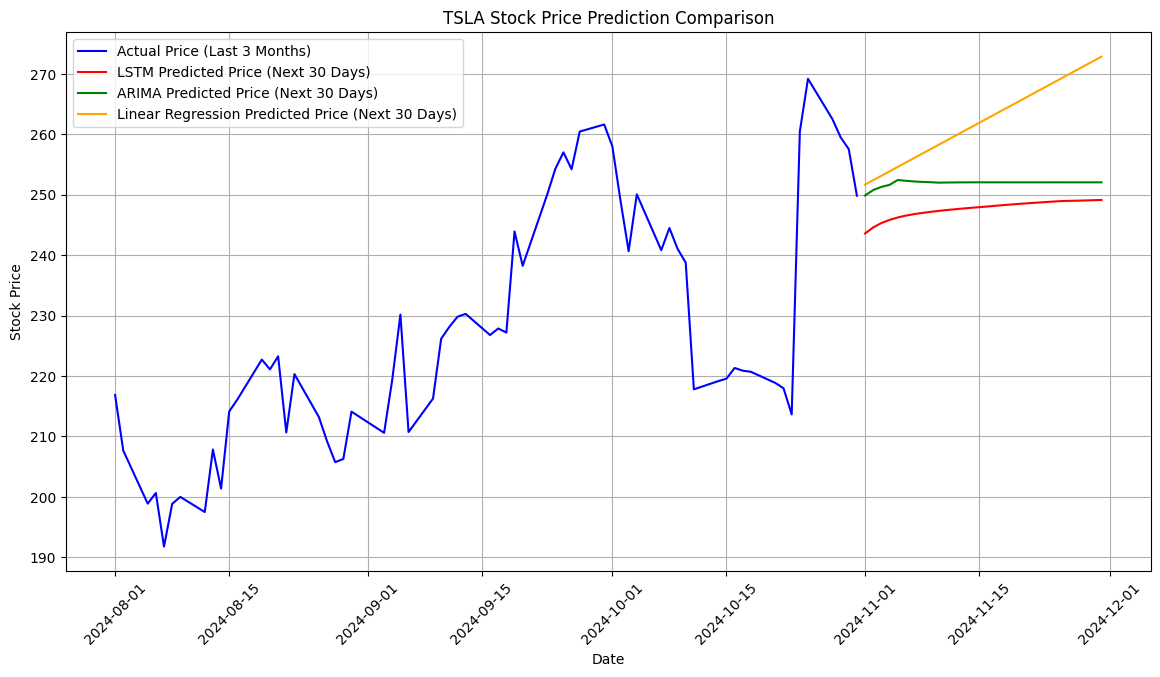 TSLA Stock Price Prediction Comparison
Actual Price (Last 3 Months)
LSTM Predicted Price (Next 30 Days)
ARIMA Predicted Price (Next 30 Days)
Linear Regression Predicted Price (Next 30 Days)
270
260
250
240
230
220
210
200
190
Stock Price
2024-08-01
2024-08-15
2024-09-01
2024-09-15
2024-10-01
2024-10-15
2024-11-01
2024-11-15
2024-12-01
Date